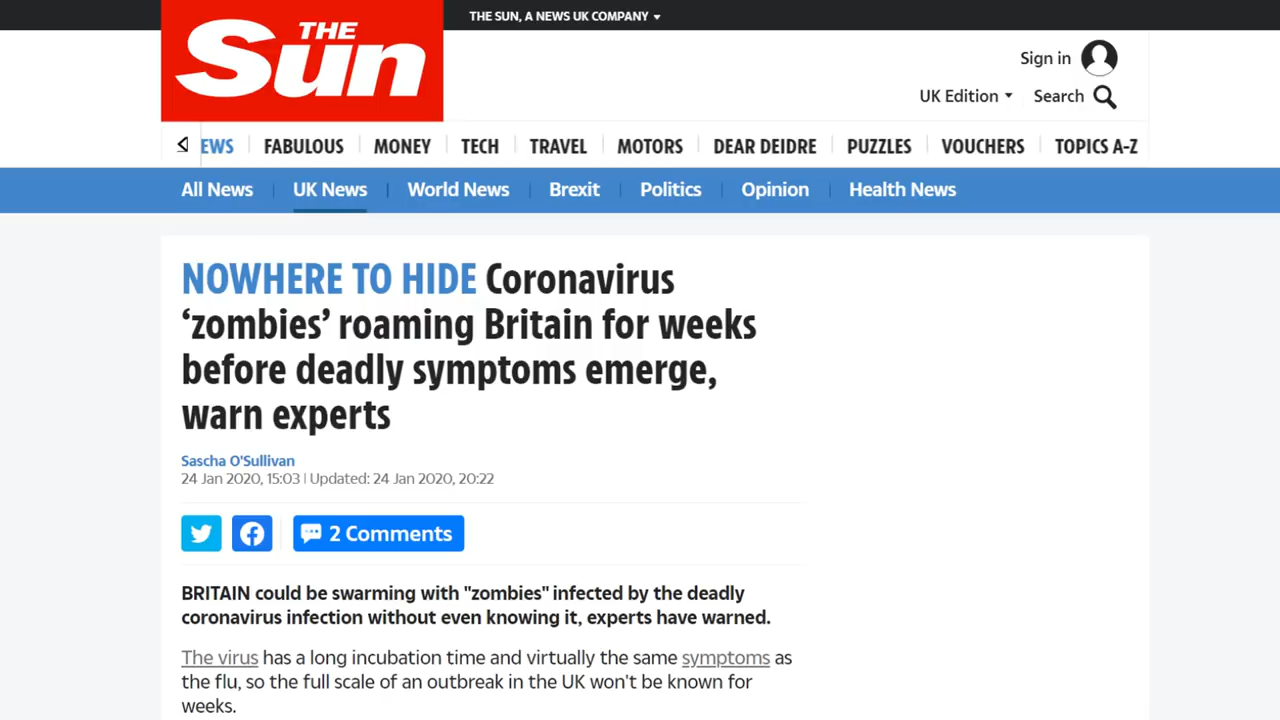 THE SUN, A NEWS UK COMPANY
THE
Sun
Sign in
UK Edition
Search
EWS
FABULOUS
MONEY
TECH
TRAVEL
MOTORS
DEAR DEIDRE
PUZZLES
VOUCHERS
TOPICS A-Z
All News
UK News
World News
Brexit
Politics
Opinion
Health News
NOWHERE TO HIDE Coronavirus
‘zombies’ roaming Britain for weeks
before deadly symptoms emerge,
warn experts
Sascha O'Sullivan
24 Jan 2020, 15:03 | Updated: 24 Jan 2020, 20:22
2 Comments
BRITAIN could be swarming with "zombies" infected by the deadly
coronavirus infection without even knowing it, experts have warned.
The virus has a long incubation time and virtually the same symptoms as
the flu, so the full scale of an outbreak in the UK won't be known for
weeks.